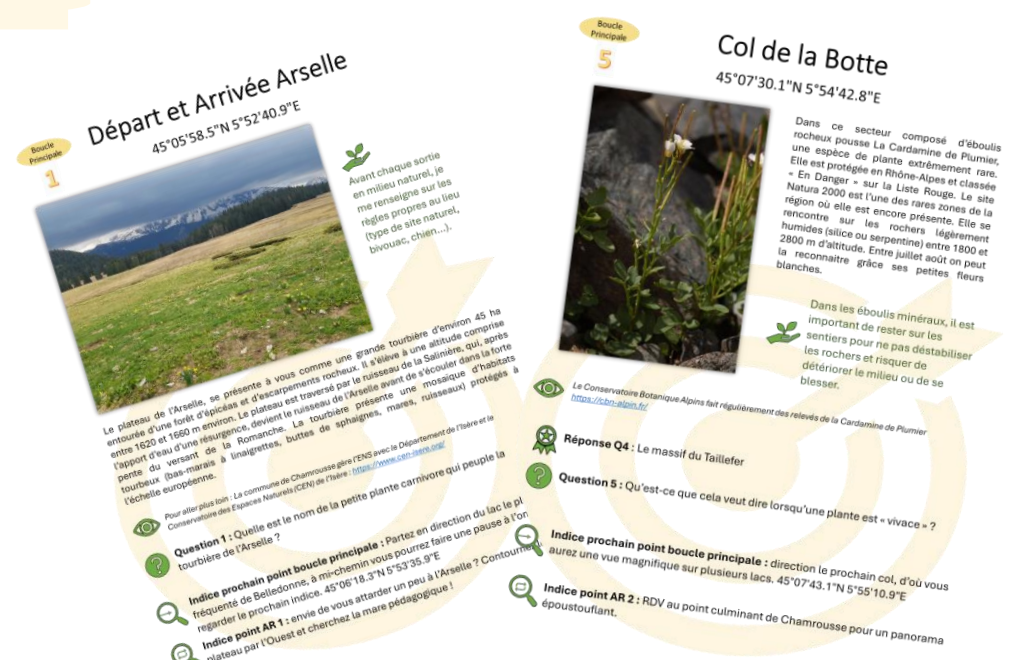 Boucle
Principale
1
Départ et Arrivée Arselle
45°05'58.5"N 5°52'40.9"E
Avant chaque sortie
en milieu naturel, je
me renseigne sur les
règles propres au lieu
(type de site naturel,
bivouac, chien...).
Le plateau de l'Arselle, se présente à vous comme une grande tourbière d'environ 45 ha
entourée d'une forêt d'épicéas et d'escarpements rocheux. Il s'élève à une altitude comprise
entre 1620 et 1660 m environ. Le plateau est traversé par le ruisseau de la Salinière, qui, après
l'apport d'eau d'une résurgence, devient le ruisseau de l'Arselle avant de s'écouler dans la forte
pente du versant de la Romanche. La tourbière présente une mosaïque d'habitats
tourbeux (bas-marais à linaigrettes, buttes de sphaignes, mares, ruisseaux) protégés à
l'échelle européenne.
Pour aller plus loin : La commune de Chamrousse gère l'ENS avec le Département de l'Isère et le
Conservatoire des Espaces Naturels (CEN) de l'Isère : https://www.cen-isere.org/
Question 1 : Quelle est le nom de la petite plante carnivore qui peuple la
tourbière de l'Arselle ?
Indice prochain point boucle principale : Partez en direction du lac le pl
fréquenté de Belledonne, à mi-chemin vous pourrez faire une pause à l'om
regarder le prochain indice. 45°06'18.3"N 5°53'35.9"E
Indice point AR 1 : envie de vous attarder un peu à l'Arselle ? Contourne
plateau par l'Ouest et cherchez la mare pédagogique !
Boucle
Principale
5
Col de la Botte
45°07'30.1"N 5°54'42.8"E
Dans ce secteur composé d'éboulis
rocheux pousse La Cardamine de Plumier,
une espèce de plante extrêmement rare.
Elle est protégée en Rhône-Alpes et classée
« En Danger » sur la Liste Rouge. Le site
Natura 2000 est l'une des rares zones de la
région où elle est encore présente. Elle se
rencontre sur les rochers légèrement
humides (silice ou serpentine) entre 1800 et
2800 m d'altitude. Entre juillet août on peut
la reconnaitre grâce ses petites fleurs
blanches.
Dans les éboulis minéraux, il est
important de rester sur les
sentiers pour ne pas déstabiliser
les rochers et risquer de
détériorer le milieu ou de se
blesser.
Le Conservatoire Botanique Alpins fait régulièrement des relevés de la Cardamine de Plumier
https://cbn-alpin.fr/
Réponse Q4 : Le massif du Taillefer
Question 5 : Qu'est-ce que cela veut dire lorsqu'une plante est « vivace » ?
Indice prochain point boucle principale : direction le prochain col, d'où vous
aurez une vue magnifique sur plusieurs lacs. 45°07'43.1"N 5°55'10.9"E
Indice point AR 2 : RDV au point culminant de Chamrousse pour un panorama
époustouflant.